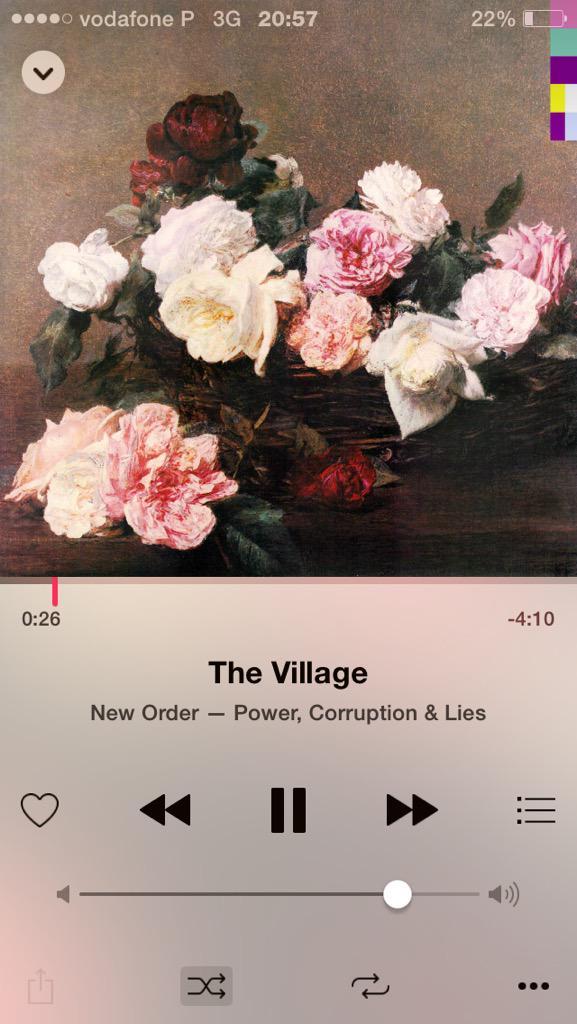 vodafone P 3G 20:57 22%
0:26 -4:10
The Village
New Order — Power, Corruption & Lies